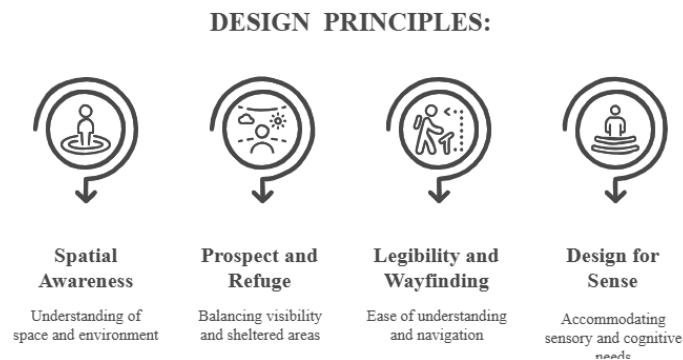 DESIGN PRINCIPLES:
Spatial
Awareness
Understanding of
space and environment
Prospect and
Refuge
Balancing visibility
and sheltered areas
Legibility and
Wayfinding
Ease of understanding
and navigation
Design for
Sense
Accommodating
sensory and cognitive
needs